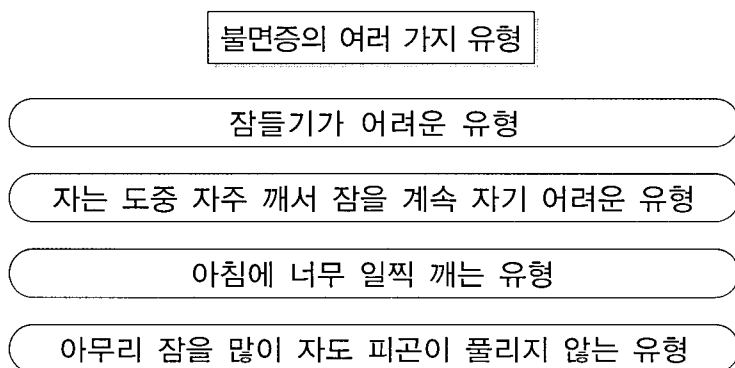 불면증의 여러 가지 유형
잠들기가 어려운 유형
자는 도중 자주 깨서 잠을 계속 자기 어려운 유형
아침에 너무 일찍 깨는 유형
아무리 잠을 많이 자도 피곤이 풀리지 않는 유형